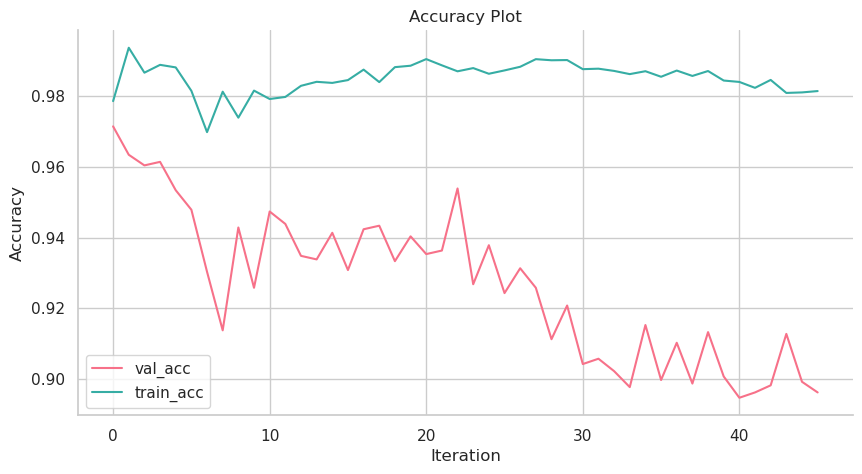 Accuracy Plot
Accuracy
0.98
0.96
0.94
0.92
0.90
val_acc
train_acc
0 10 20 30 40
Iteration